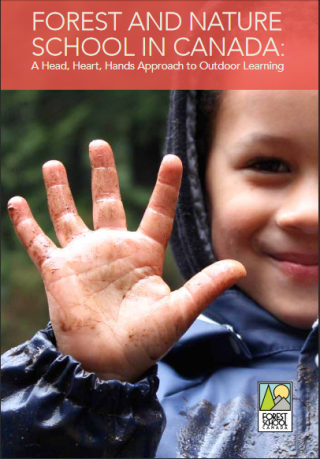 FOREST AND NATURE
SCHOOL IN CANADA:
A Head, Heart, Hands Approach to Outdoor Learning
FOREST
SCHOOL
CANADA